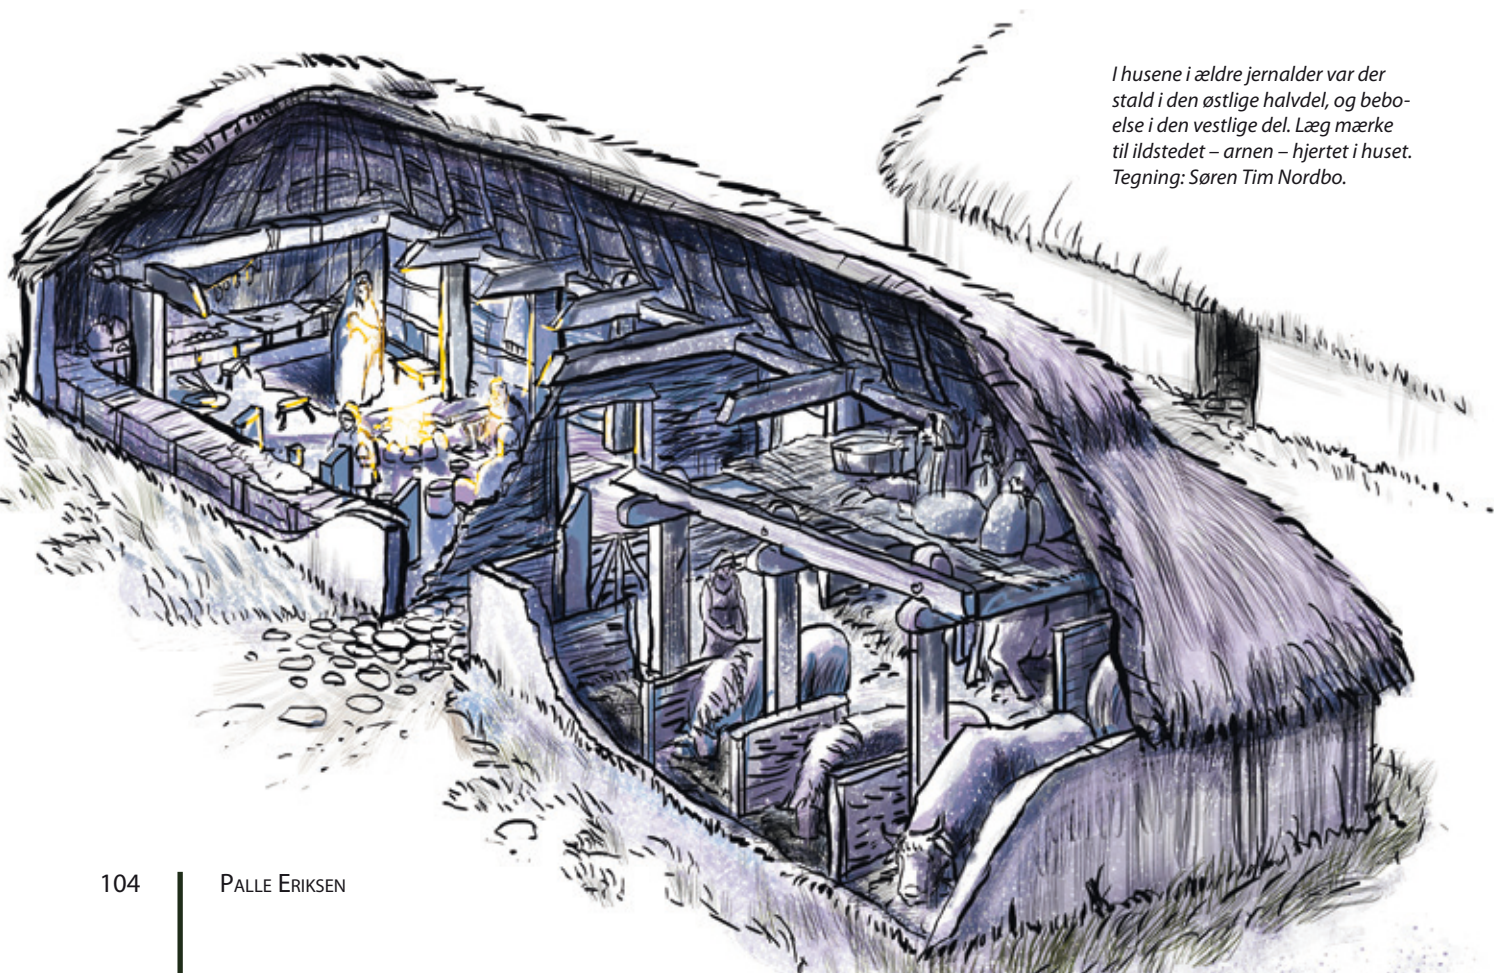 I husene i ældre jernalder var der
stald i den østlige halvdel, og bebo-
else i den vestlige del. Læg mærke
til ildstedet – arnen – hjertet i huset.
Tegning: Søren Tim Nordbo.
104 Palle Eriksen